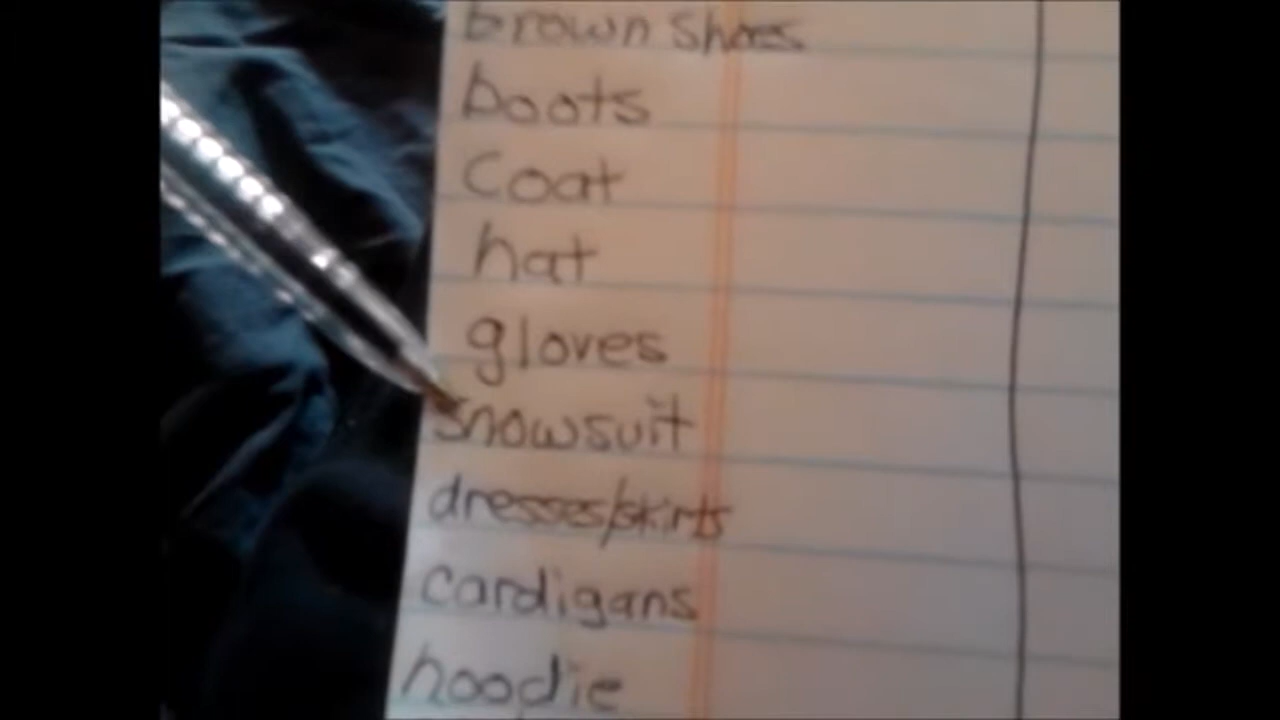 brown shoes
boots
Coat
hat
gloves
snowsuit
dresses/skirts
cardigans
hoodie